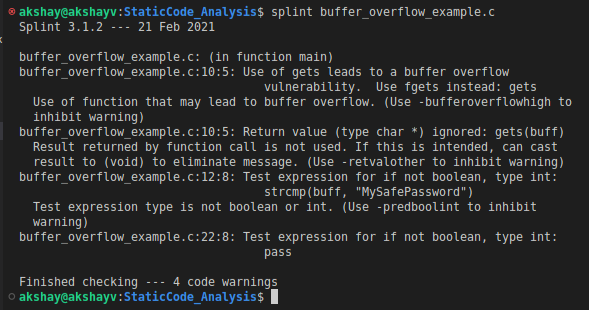 akshay@akshayv:StaticCode_Analysis$ splint buffer_overflow_example.c
Splint 3.1.2 --- 21 Feb 2021

buffer_overflow_example.c: (in function main)
buffer_overflow_example.c:10:5: Use of gets leads to a buffer overflow
vulnerability.  Use fgets instead: gets
Use of function that may lead to buffer overflow. (Use -bufferoverflowhigh to
inhibit warning)
buffer_overflow_example.c:10:5: Return value (type char *) ignored: gets(buff)
Result returned by function call is not used. If this is intended, can cast
result to (void) to eliminate message. (Use -retvalother to inhibit warning)
buffer_overflow_example.c:12:8: Test expression for if not boolean, type int:
strcmp(buff, "MySafePassword")
Test expression type is not boolean or int. (Use -predboolint to inhibit
warning)
buffer_overflow_example.c:22:8: Test expression for if not boolean, type int:
pass

Finished checking --- 4 code warnings
akshay@akshayv:StaticCode_Analysis$